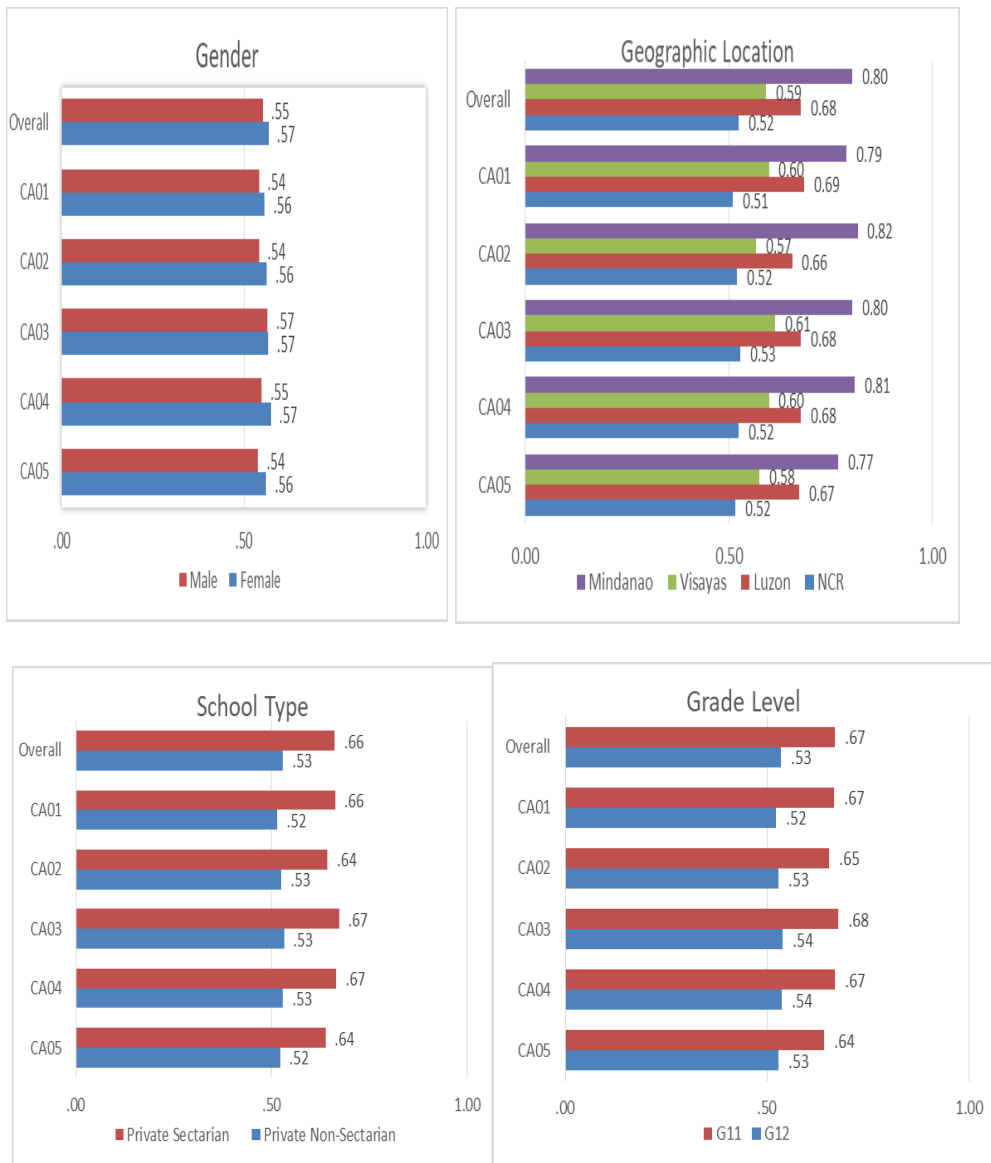 Gender
Overall
.55
.57
CA01
.54
.56
CA02
.54
.56
CA03
.57
.57
CA04
.55
.57
CA05
.54
.56
.00 .50 1.00
Male Female
Geographic Location
Overall
0.80
0.59
0.68
0.52
CA01
0.79
0.60
0.69
0.51
CA02
0.82
0.57
0.66
0.52
CA03
0.80
0.61
0.68
0.53
CA04
0.81
0.60
0.68
0.52
CA05
0.77
0.58
0.67
0.52
0.00 0.50 1.00
Mindanao Visayas Luzon NCR
School Type
Overall
.66
.53
CA01
.66
.52
CA02
.64
.53
CA03
.67
.53
CA04
.67
.53
CA05
.64
.52
.00 .50 1.00
Private Sectarian Private Non-Sectarian
Grade Level
Overall
.67
.53
CA01
.67
.52
CA02
.65
.53
CA03
.68
.54
CA04
.67
.54
CA05
.64
.53
.00 .50 1.00
G11 G12